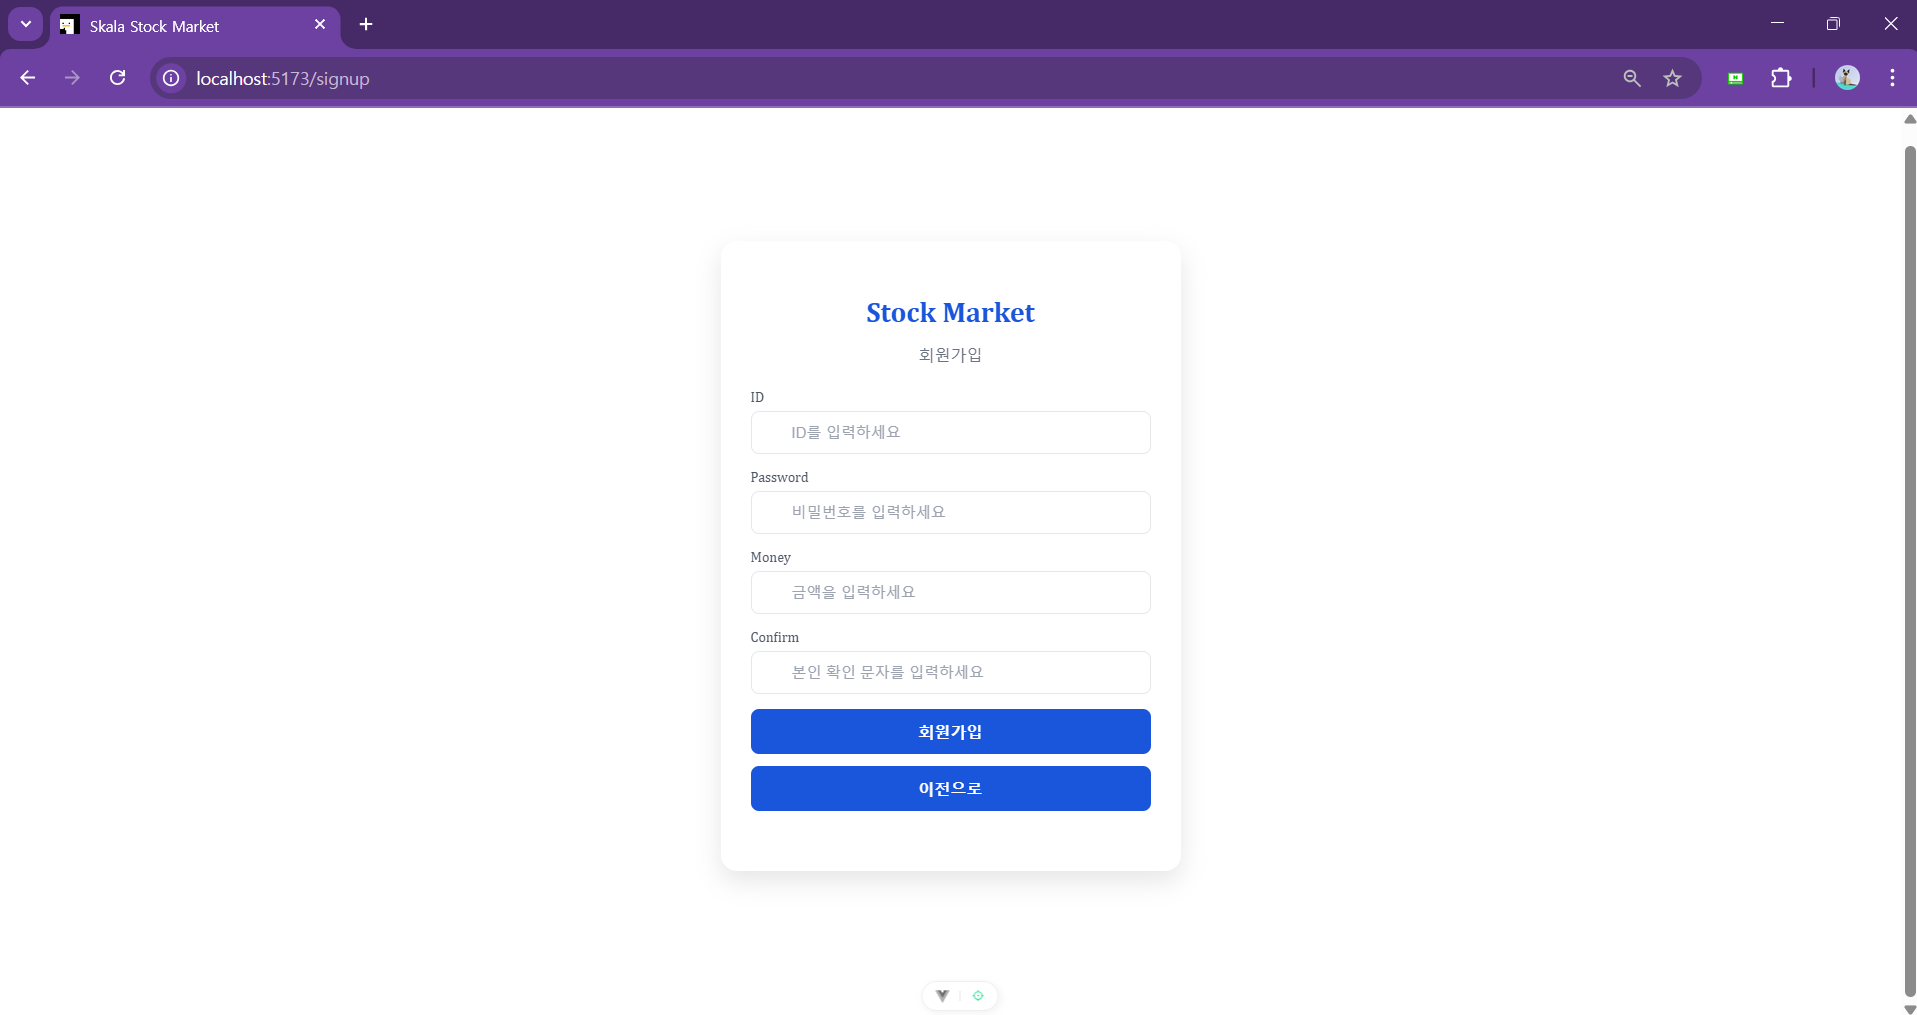 Skala Stock Market
localhost:5173/signup
Stock Market
회원가입
ID
ID를 입력하세요
Password
비밀번호를 입력하세요
Money
금액을 입력하세요
Confirm
본인 확인 문자를 입력하세요
회원가입
이전으로